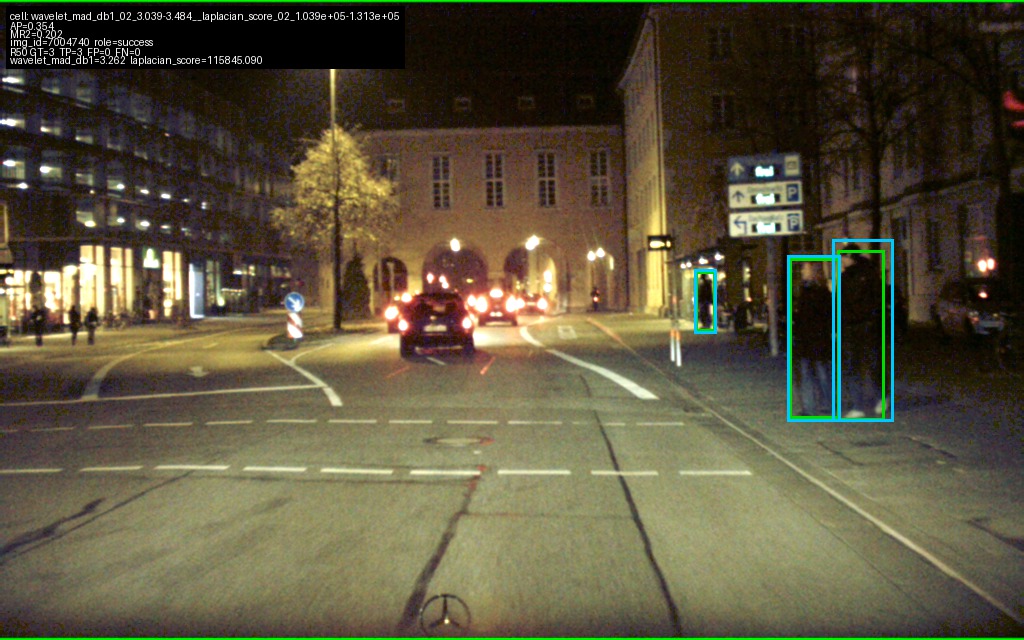 cell: wavelet_mad_db1_02_3.039-3.484__laplacian_score_02_1.039e+05-1.313e+05
AP=0.354
MR2=0.202
img_id=7004740 role=success
R50 GT=3 TP=3 FP=0 FN=0
wavelet_mad_db1=3.262 laplacian_score=115845.090
P
P